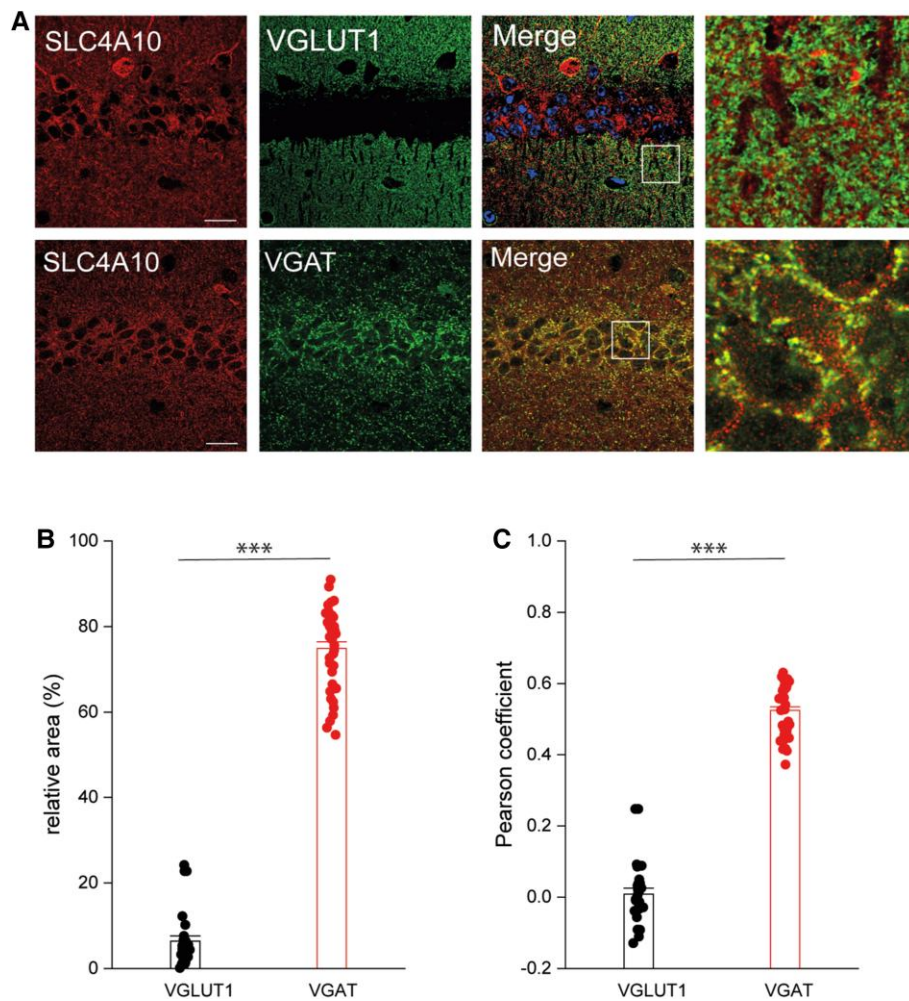 A
SLC4A10 VGLUT1 Merge
SLC4A10 VGAT Merge
B
***
100
80
60
40
20
0
relative area (%)
VGLUT1 VGAT
C
***
1.0
0.8
0.6
0.4
0.2
0.0
-0.2
Pearson coefficient
VGLUT1 VGAT